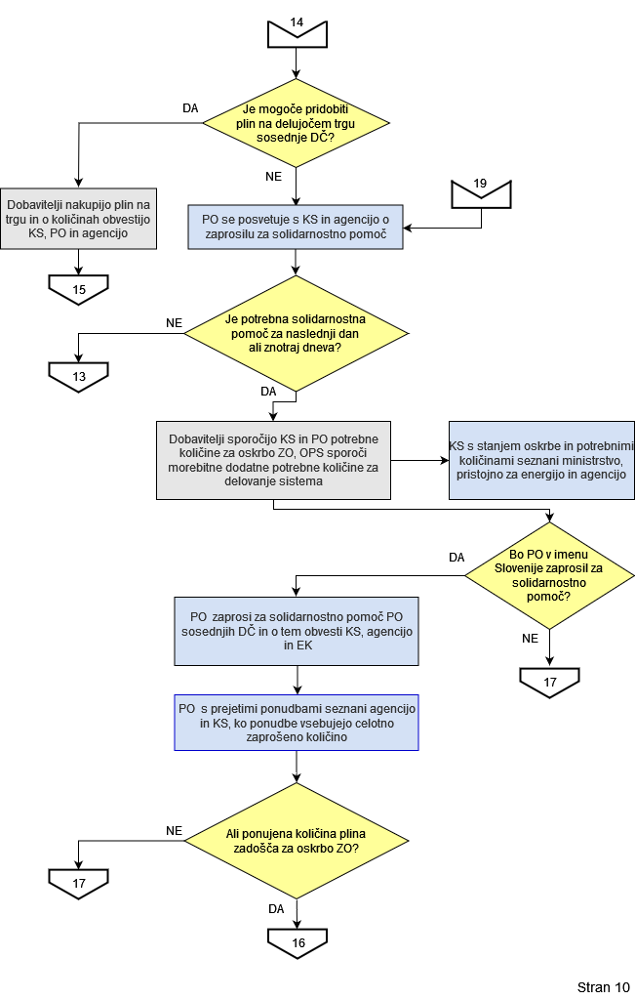 14
Je mogoče pridobiti
plin na delujočem trgu
sosednje DČ?
DA
NE
19
Dobavitelji nakupijo plin na
trgu in o količinah obvestijo
KS, PO in agencijo
PO se posvetuje s KS in agencijo o
zaprosilu za solidarnostno pomoč
15
Je potrebna solidarnostna
pomoč za naslednji dan
ali znotraj dneva?
NE
13
DA
Dobavitelji sporočijo KS in PO potrebne
količine za oskrbo ZO, OPS sporoči
morebitne dodatne potrebne količine za
delovanje sistema
KS s stanjem oskrbe in potrebnimi
količinami seznani ministrstvo,
pristojno za energijo in agencijo
Bo PO v imenu
Slovenije zaprosil za
solidarnostno
pomoč?
DA
NE
17
PO zaprosi za solidarnostno pomoč PO
sosednjih DČ in o tem obvesti KS, agencijo
in EK
PO s prejetimi ponudbami seznani agencijo
in KS, ko ponudbe vsebujejo celotno
zaprošeno količino
Ali ponujena količina plina
zadošča za oskrbo ZO?
NE
17
DA
16
Stran 10